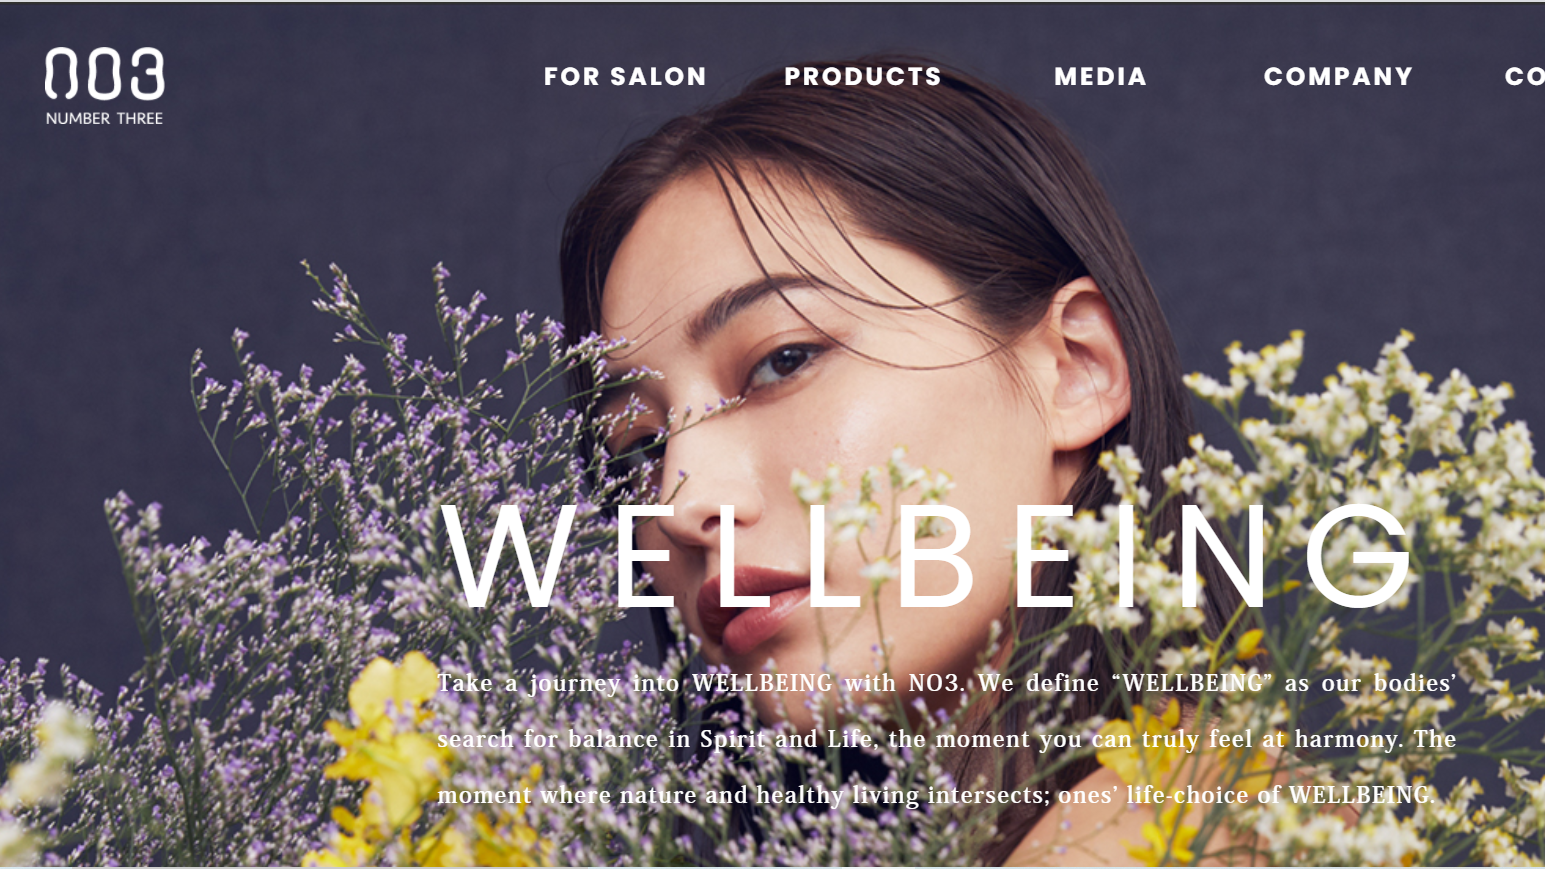 NO3
NUMBER THREE
FOR SALON
PRODUCTS
MEDIA
COMPANY
CO
WELLBEING
Take a journey into WELLBEING with NO3. We define “WELLBEING” as our bodies’
search for balance in Spirit and Life, the moment you can truly feel at harmony. The
moment where nature and healthy living intersects; ones’ life-choice of WELLBEING.